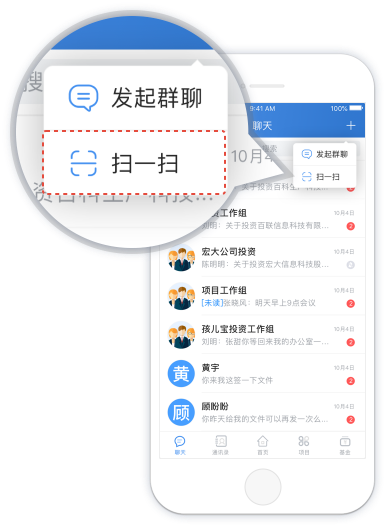 搜
发起群聊
扫一扫
资百科生产科技...
10月4
9:41 AM
100%
聊天
搜索
发起群聊
扫一扫
关于投资百科生产科技...
2
资工作组
10月4日
刘明：关于投资百联信息科技有限...
2
宏大公司投资
10月4日
陈明明：关于投资宏大信息科技股...
2
项目工作组
10月4日
[未读]张晓风：明天早上9点会议
2
孩儿宝投资工作组
10月4日
刘明：张甜你等回来我的办公室一...
2
黄
黄宇
10月4日
你来我这签一下文件
2
顾
顾盼盼
10月4日
你昨天给我的文件可以再发一次么...
2
聊天
通讯录
首页
项目
基金